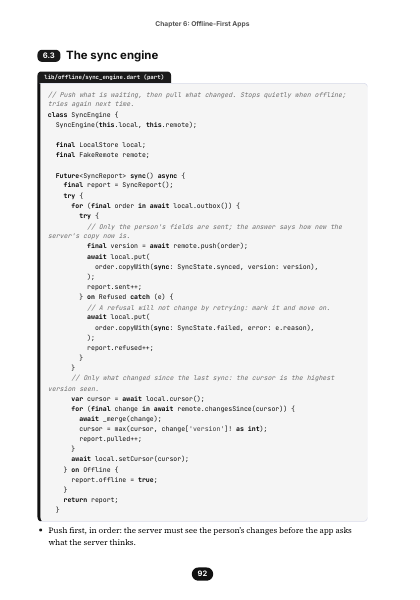 Chapter 6: Offline-First Apps
6.3 The sync engine
lib/offline/sync_engine.dart (part)
// Push what is waiting, then pull what changed. Stops quietly when offline;
tries again next time.
class SyncEngine {
  SyncEngine(this.local, this.remote);

  final LocalStore local;
  final FakeRemote remote;

  Future<SyncReport> sync() async {
    final report = SyncReport();
    try {
      for (final order in await local.outbox()) {
        try {
          // Only the person's fields are sent; the answer says how new the
server's copy now is.
          final version = await remote.push(order);
          await local.put(
            order.copyWith(sync: SyncState.synced, version: version),
          );
          report.sent++;
        } on Refused catch (e) {
          // A refusal will not change by retrying: mark it and move on.
          await local.put(
            order.copyWith(sync: SyncState.failed, error: e.reason),
          );
          report.refused++;
        }
      }
      // Only what changed since the last sync: the cursor is the highest
version seen.
      var cursor = await local.cursor();
      for (final change in await remote.changesSince(cursor)) {
        await _merge(change);
        cursor = max(cursor, change['version']! as int);
        report.pulled++;
      }
      await local.setCursor(cursor);
    } on Offline {
      report.offline = true;
    }
    return report;
  }
• Push first, in order: the server must see the person's changes before the app asks
what the server thinks.
92